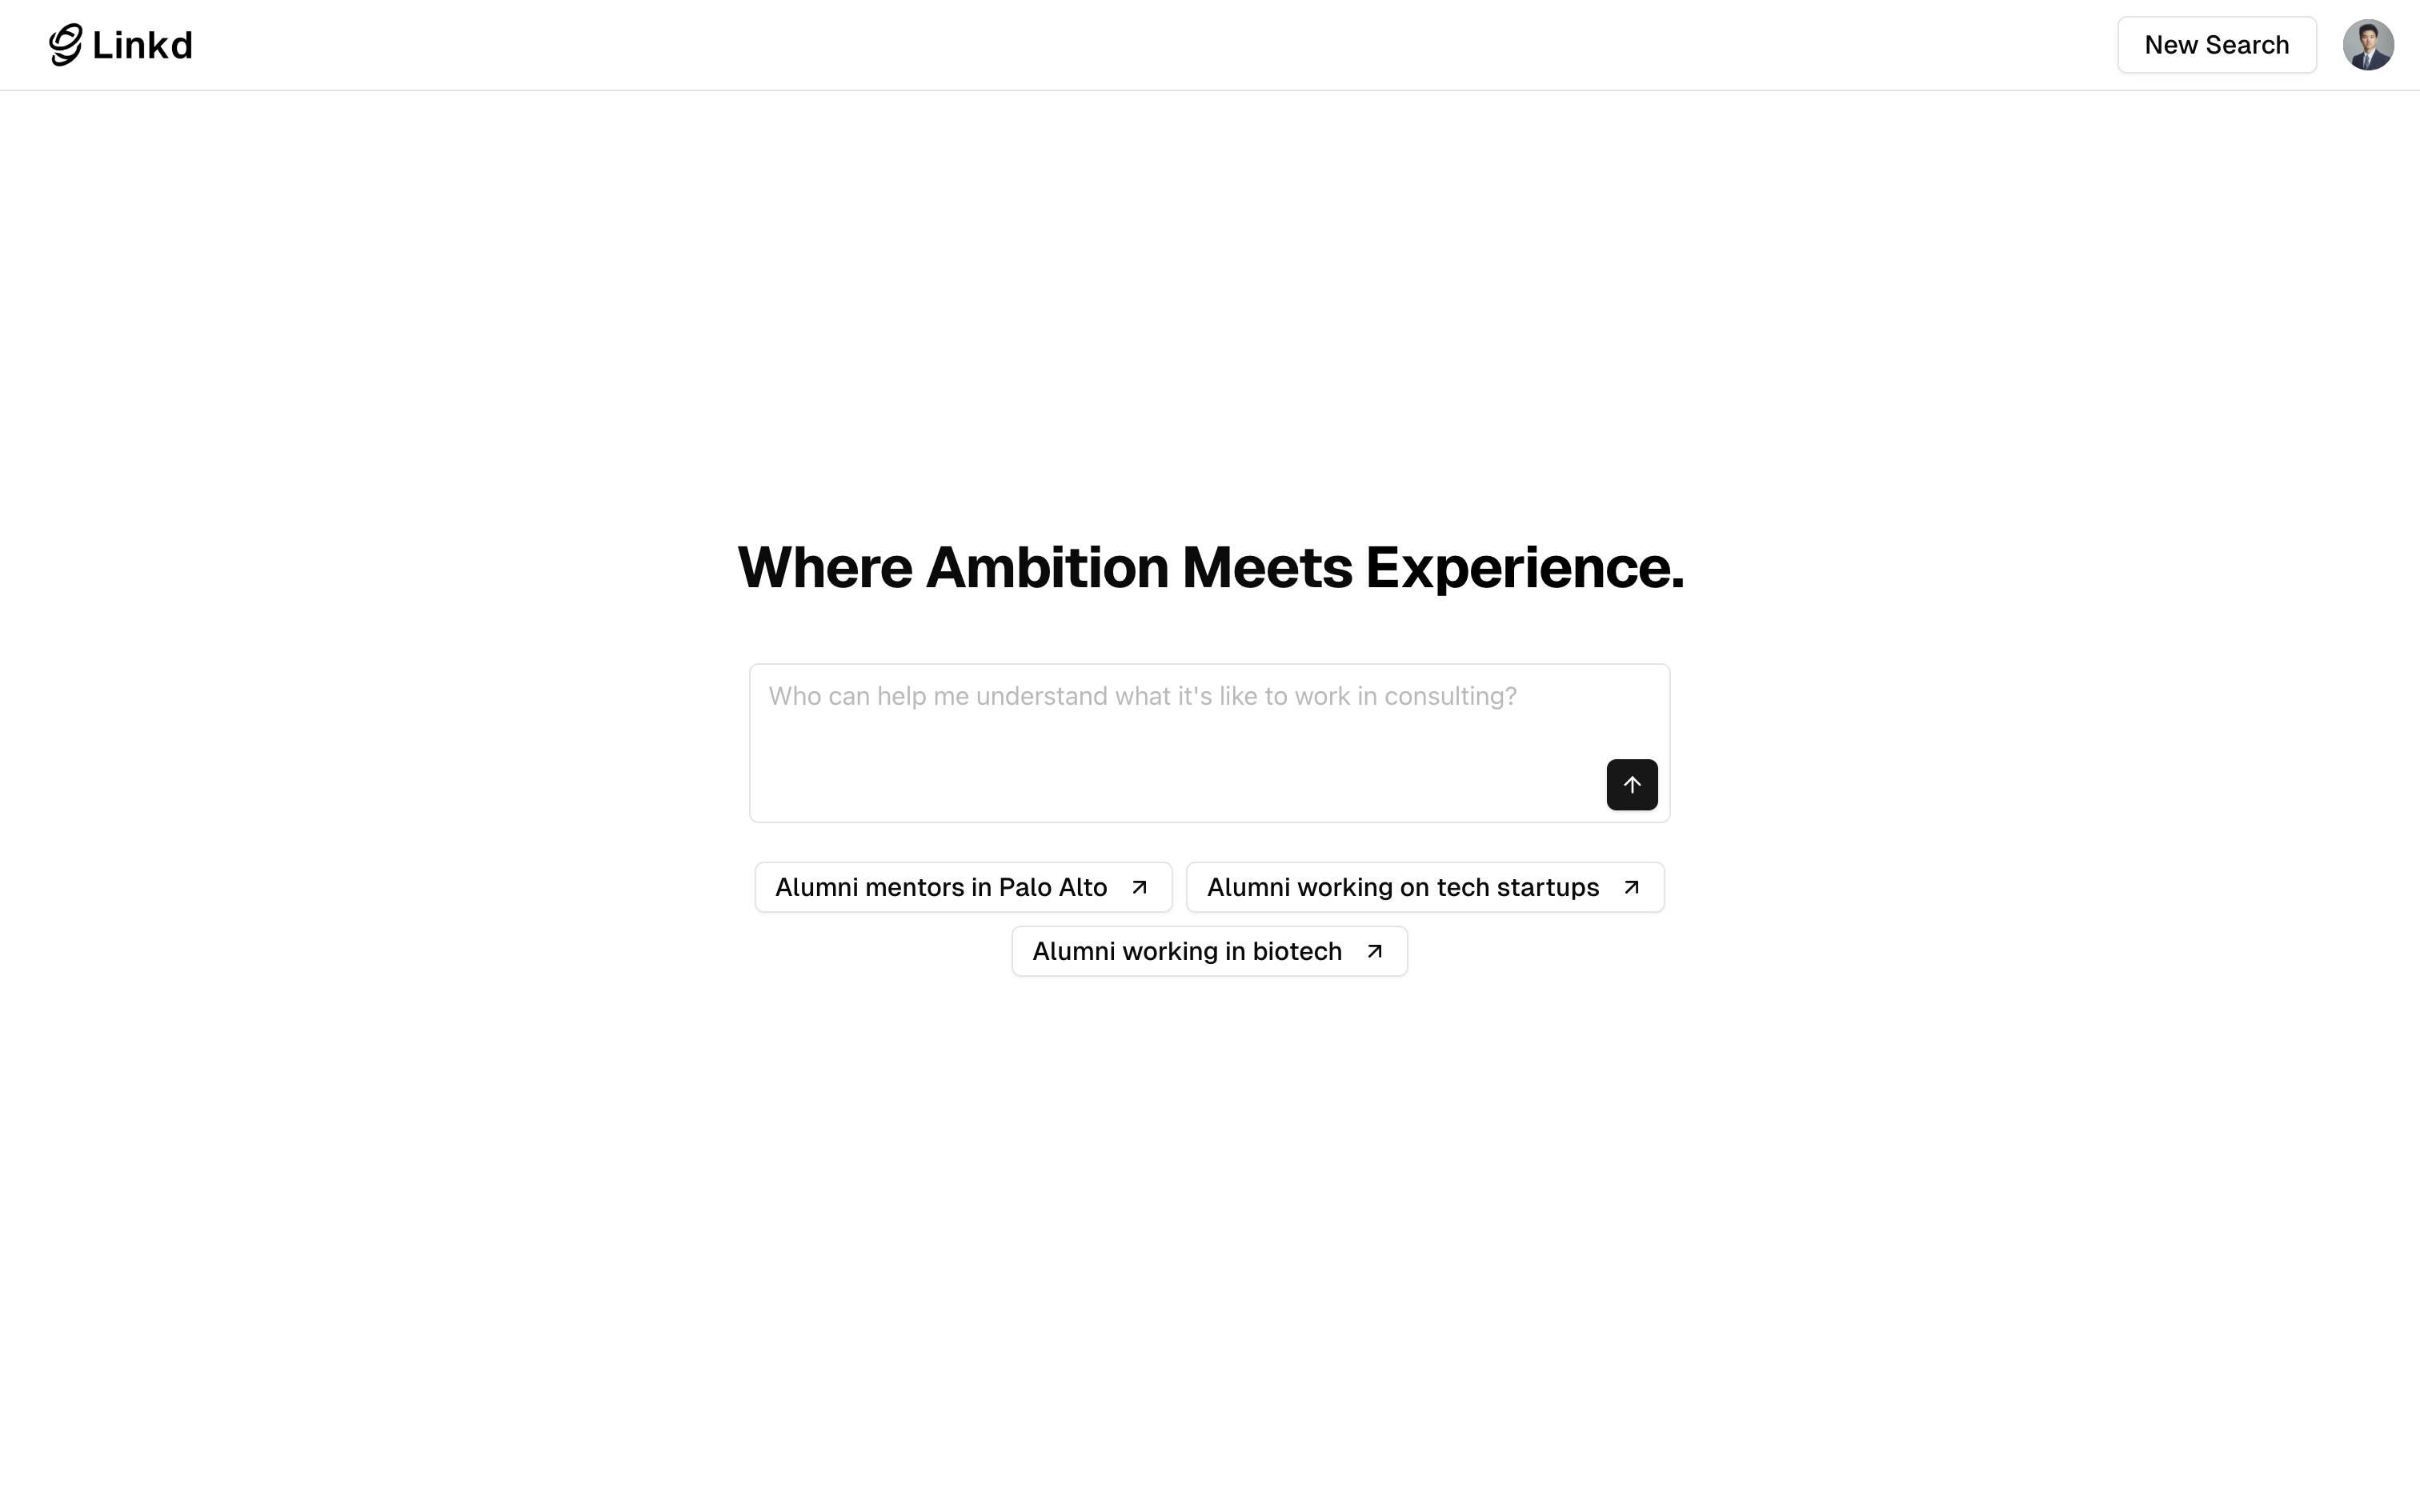 Linkd
New Search
Where Ambition Meets Experience.
Who can help me understand what it's like to work in consulting?
Alumni mentors in Palo Alto
Alumni working on tech startups
Alumni working in biotech